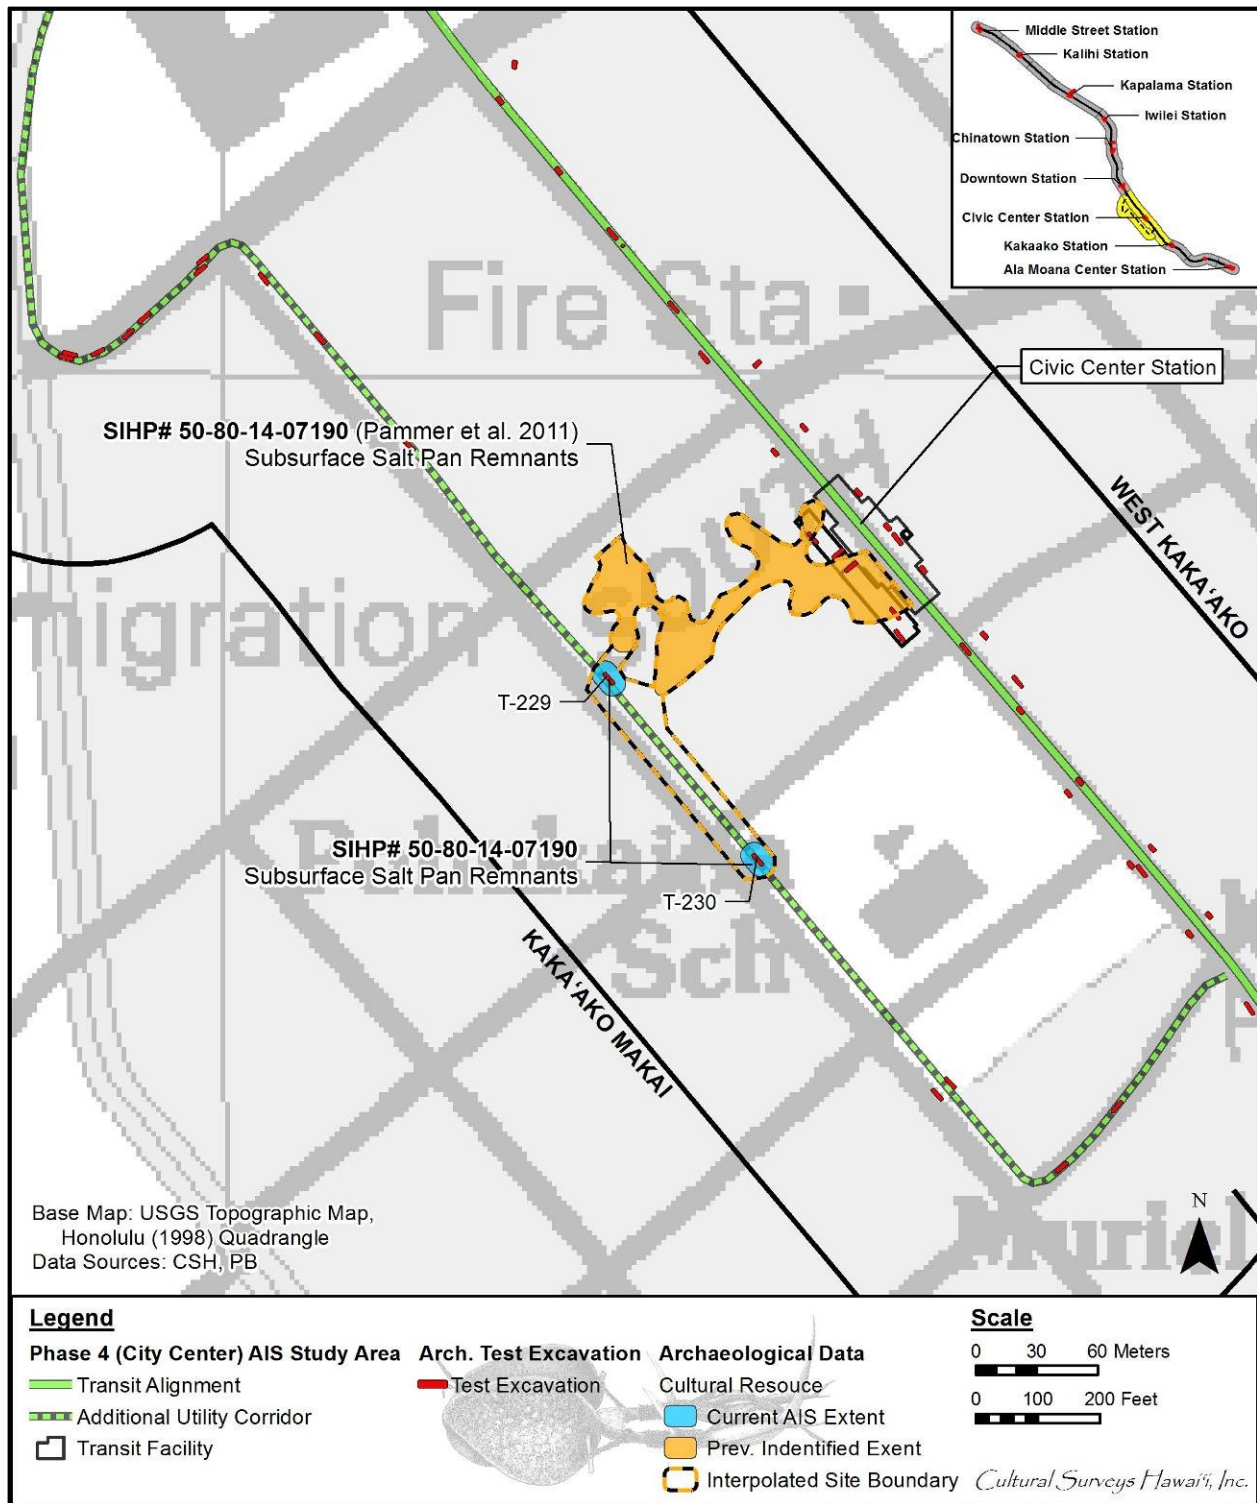 Middle Street Station
Kalihi Station
Kapalama Station
Iwilei Station
Chinatown Station
Downtown Station
Civic Center Station
Kakaako Station
Ala Moana Center Station
Fire Sta
Civic Center Station
SIHP# 50-80-14-07190 (Pammer et al. 2011)
Subsurface Salt Pan Remnants
WEST KAKA‘AKO
South
migration
T-229
SIHP# 50-80-14-07190
Subsurface Salt Pan Remnants
T-230
Sch
KAKA‘AKO MAKAI
Muriel
N
Base Map: USGS Topographic Map,
Honolulu (1998) Quadrangle
Data Sources: CSH, PB
Legend
Phase 4 (City Center) AIS Study Area
Transit Alignment
Additional Utility Corridor
Transit Facility
Arch. Test Excavation
Test Excavation
Archaeological Data
Cultural Resouce
Current AIS Extent
Prev. Indentified Exent
Interpolated Site Boundary
Scale
0 30 60 Meters
0 100 200 Feet
Cultural Surveys Hawai‘i, Inc.